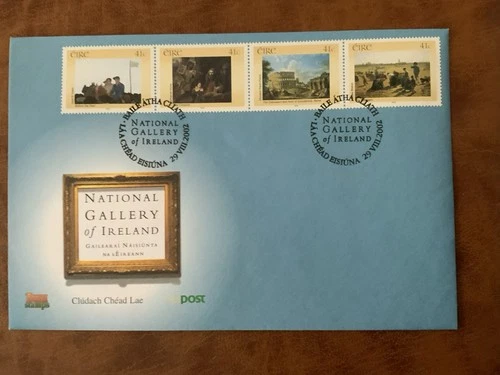 ÉIRE 41c ÉIRE 41c ÉIRE 41c ÉIRE 41c
BAILE ÁTHA CLIATH
NATIONAL
GALLERY
of IRELAND
LÁ A CHÉAD EISIÚNA 29 VIII 2002
BAILE ÁTHA CLIATH
NATIONAL
GALLERY
of IRELAND
LÁ A CHÉAD EISIÚNA 29 VIII 2002
NATIONAL
GALLERY
of IRELAND
GAILEARAÍ NÁISIÚNTA
NA hÉIREANN
Clúdach Chéad Lae
post